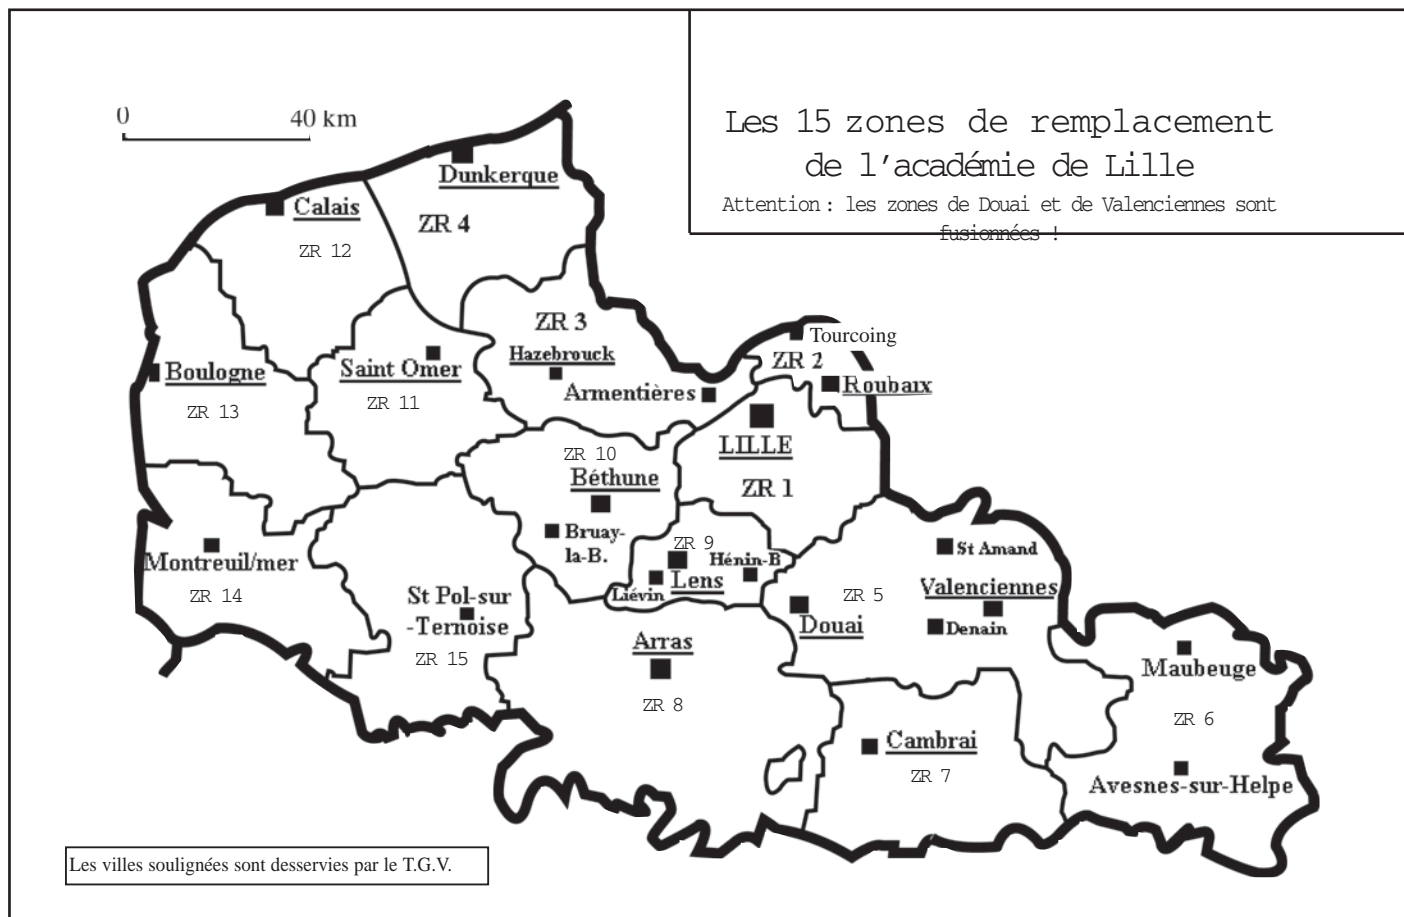 Les 15 zones de remplacement
de l'académie de Lille
Attention : les zones de Douai et de Valenciennes sont
fusionnées !
0
40 km
Dunkerque
ZR 4
Calais
ZR 12
ZR 3
Hazebrouck
Armentières
Tourcoing
ZR 2
Roubaix
Boulogne
ZR 13
Saint Omer
ZR 11
ZR 10
Béthune
Bruay-
la-B.
LILLE
ZR 1
ZR 9
Hénin-B
Liévin
Lens
Montreuil/mer
ZR 14
St Pol-sur
-Ternoise
ZR 15
St Amand
Valenciennes
ZR 5
Denain
Douai
Arras
ZR 8
Maubeuge
ZR 6
Avesnes-sur-Helpe
Cambrai
ZR 7
Les villes soulignées sont desservies par le T.G.V.